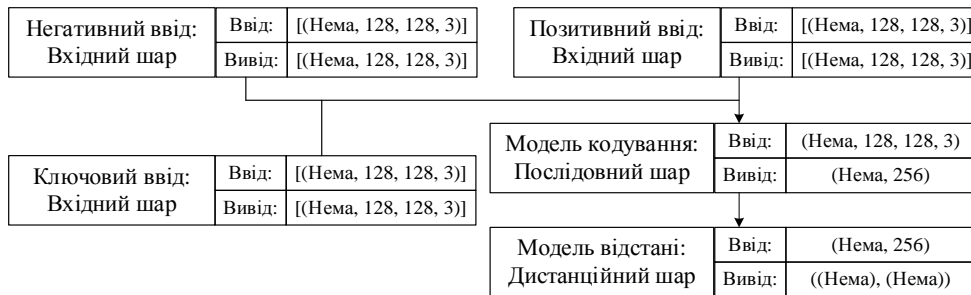 Негативний ввід:
Вхідний шар
Ввід:
[(Нема, 128, 128, 3)]
Вивід:
[(Нема, 128, 128, 3)]
Позитивний ввід:
Вхідний шар
Ввід:
[(Нема, 128, 128, 3)]
Вивід:
[(Нема, 128, 128, 3)]
Ключовий ввід:
Вхідний шар
Ввід:
[(Нема, 128, 128, 3)]
Вивід:
[(Нема, 128, 128, 3)]
Модель кодування:
Послідовний шар
Ввід:
(Нема, 128, 128, 3)
Вивід:
(Нема, 256)
Модель відстані:
Дистанційний шар
Ввід:
(Нема, 256)
Вивід:
((Нема), (Нема))